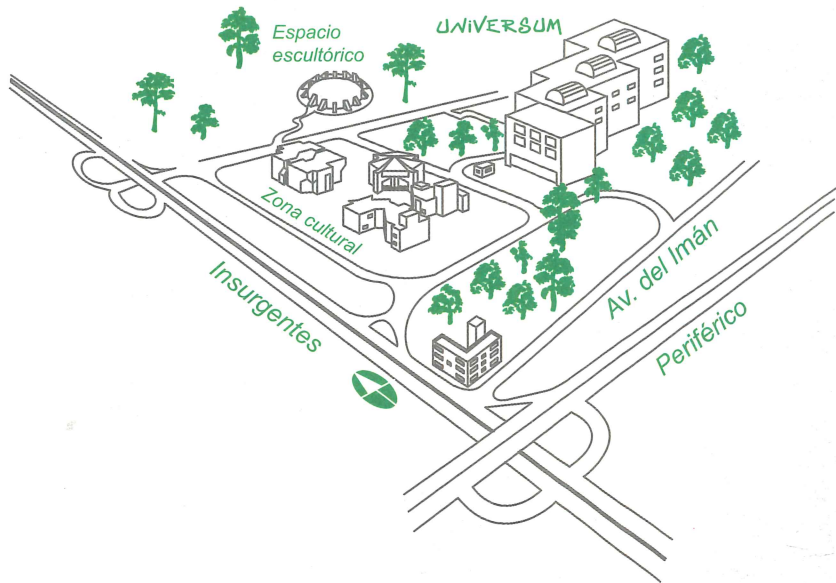 Espacio
escultórico
UNiVERSUM
Zona cultural
Insurgentes
Av. del Imán
Periférico